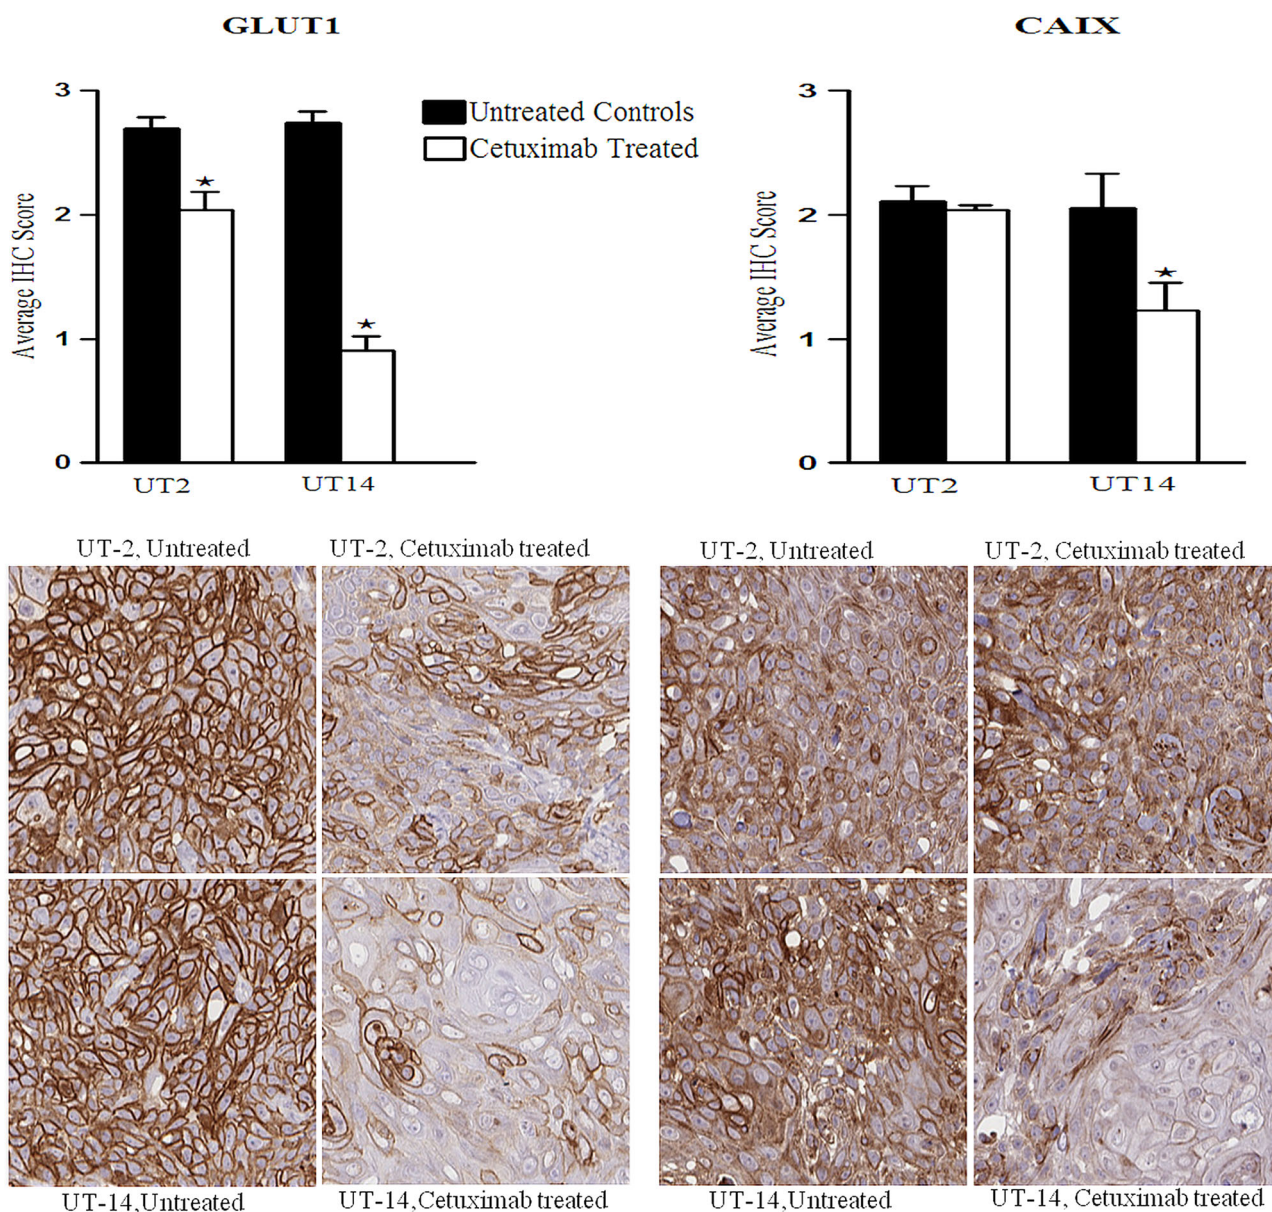 GLUT1
CAIX
3
2
1
0
Average IHC Score
★
★
UT2
UT14
Untreated Controls
Cetuximab Treated
3
2
1
0
Average IHC Score
★
UT2
UT14
UT-2, Untreated
UT-2, Cetuximab treated
UT-2, Untreated
UT-2, Cetuximab treated
UT-14,Untreated
UT-14,Cetuximab treated
UT-14,Untreated
UT-14, Cetuximab treated